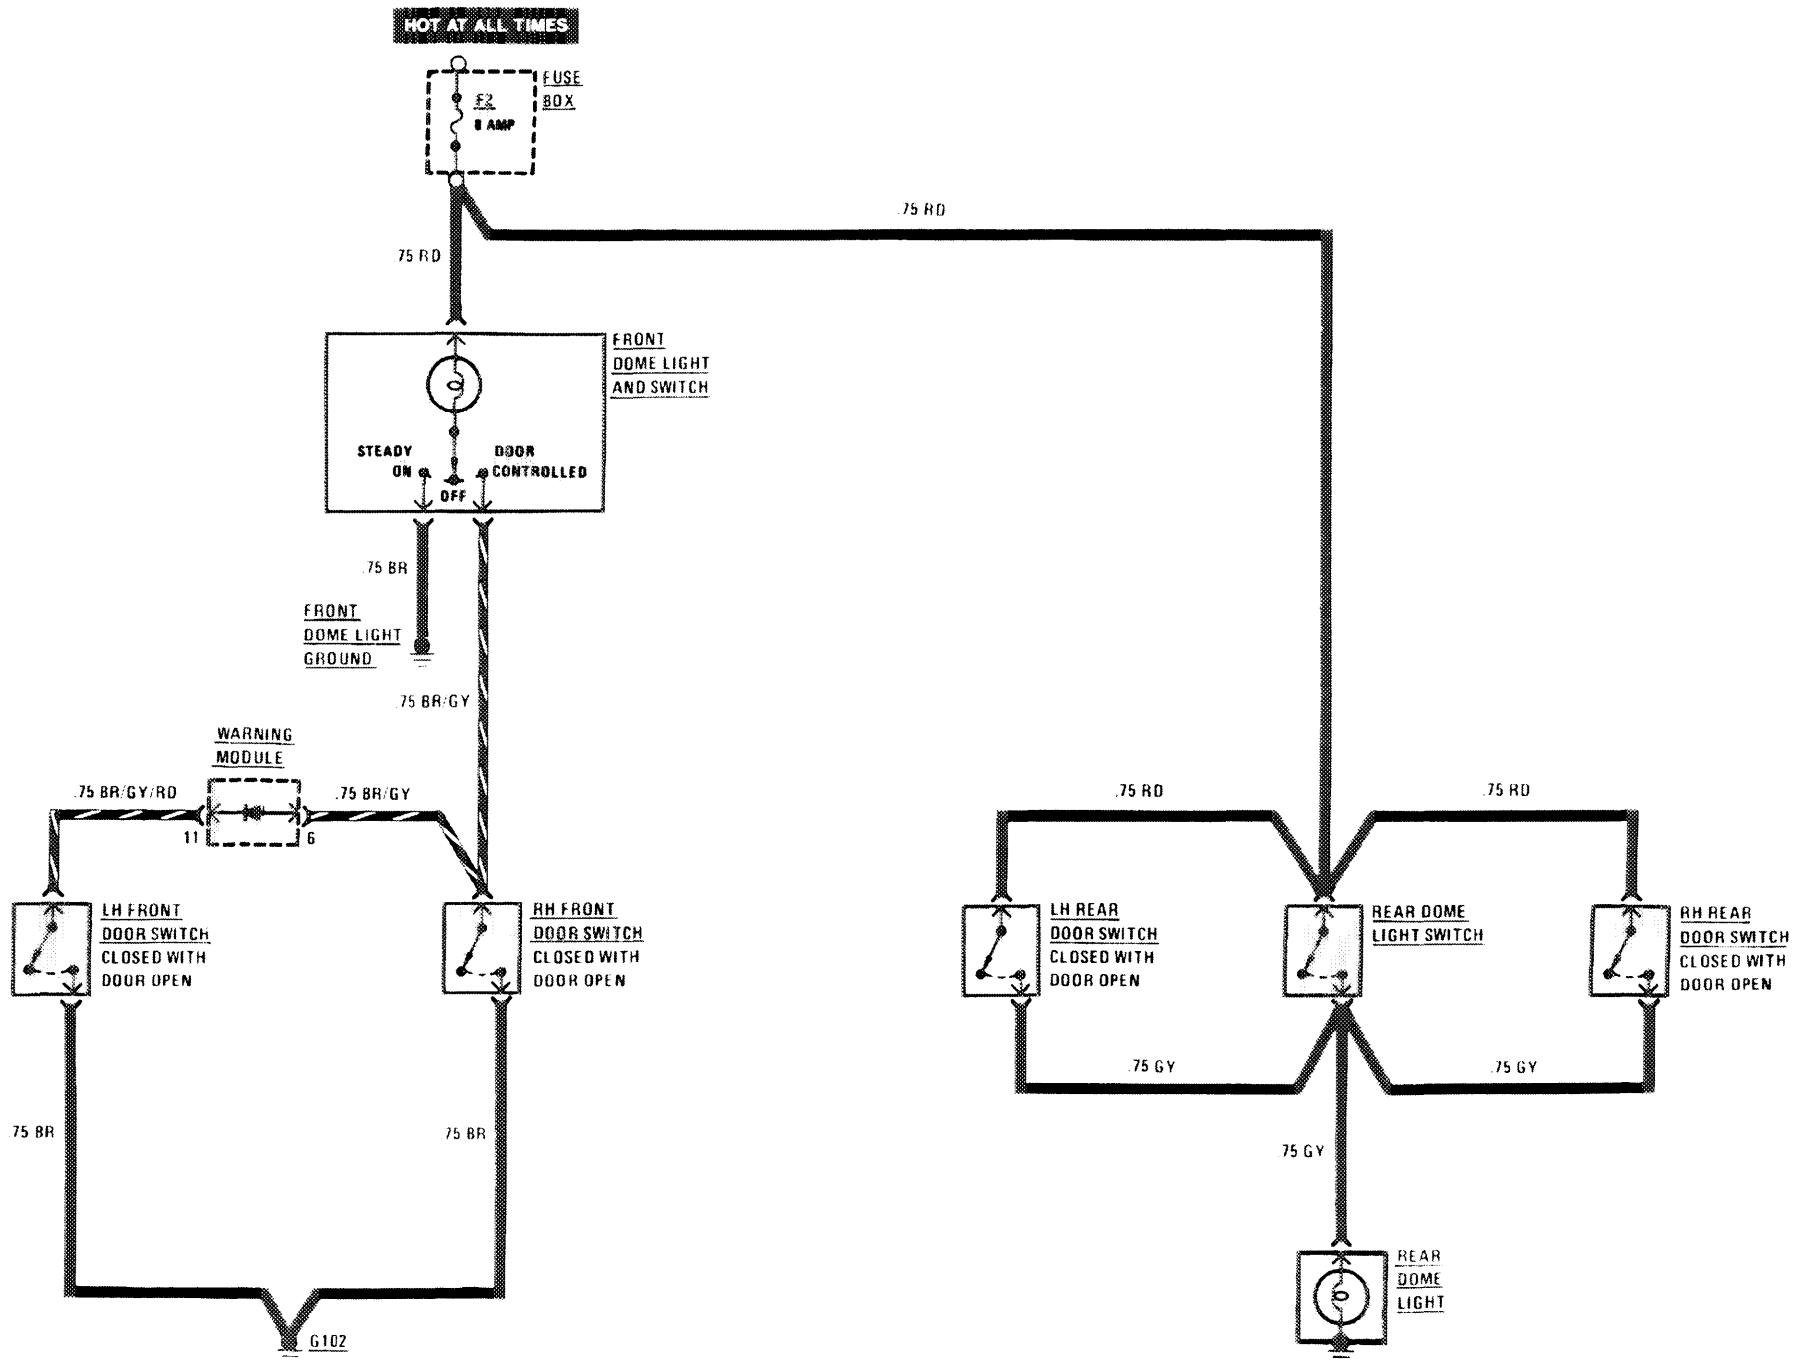 HOT AT ALL TIMES
FUSE
BOX
F2
8 AMP
.75 RD
75 RD
FRONT
DOME LIGHT
AND SWITCH
STEADY
ON
DOOR
CONTROLLED
OFF
.75 BR
FRONT
DOME LIGHT
GROUND
.75 BR/GY
WARNING
MODULE
.75 BR/GY/RD
.75 BR/GY
11
6
.75 RD
.75 RD
LH FRONT
DOOR SWITCH
CLOSED WITH
DOOR OPEN
RH FRONT
DOOR SWITCH
CLOSED WITH
DOOR OPEN
LH REAR
DOOR SWITCH
CLOSED WITH
DOOR OPEN
REAR DOME
LIGHT SWITCH
RH REAR
DOOR SWITCH
CLOSED WITH
DOOR OPEN
.75 GY
.75 GY
75 BR
75 BR
75 GY
REAR
DOME
LIGHT
G102